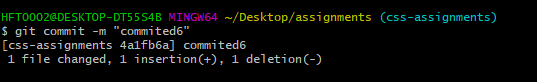 HFT0002@DESKTOP-DT55S4B MINGW64 ~/Desktop/assignments (css-assignments)
$ git commit -m "commited6"
[css-assignments 4a1fb6a] commited6
 1 file changed, 1 insertion(+), 1 deletion(-)